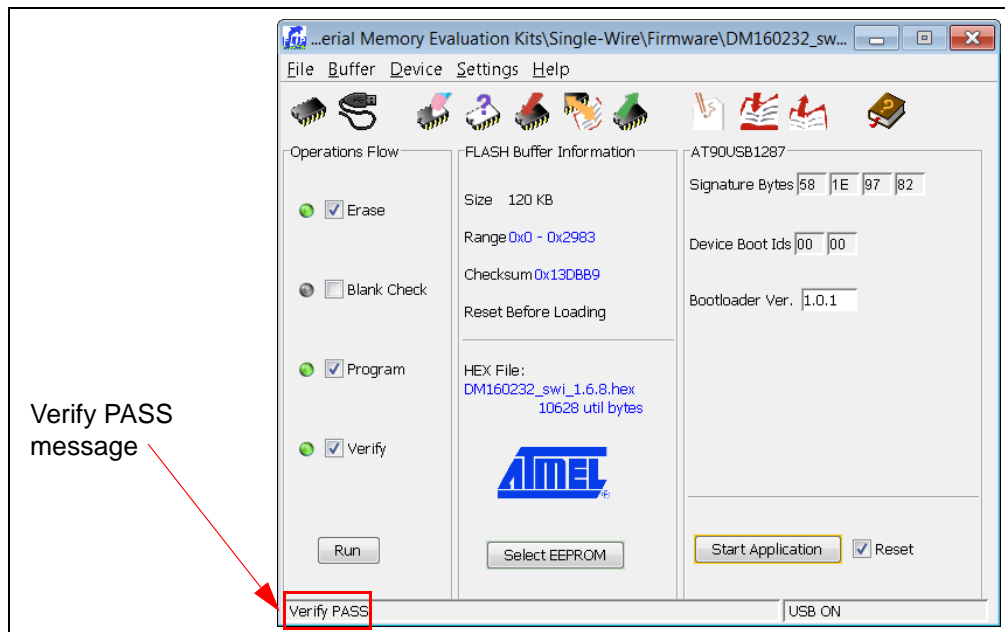 ...erial Memory Evaluation Kits\Single-Wire\Firmware\DM160232_sw...
File Buffer Device Settings Help
Operations Flow
Erase
Blank Check
Program
Verify
Run
FLASH Buffer Information
Size 120 KB
Range 0x0 - 0x2983
Checksum 0x13DBB9
Reset Before Loading
HEX File:
DM160232_swi_1.6.8.hex
10628 util bytes
ATMEL®
Select EEPROM
AT90USB1287
Signature Bytes 58 1E 97 82
Device Boot Ids 00 00
Bootloader Ver. 1.0.1
Start Application Reset
Verify PASS
USB ON
Verify PASS
message